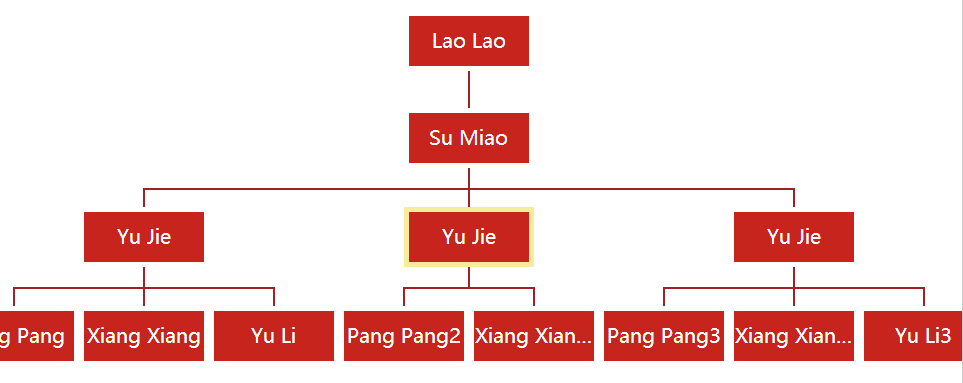 Lao Lao
Su Miao
Yu Jie
Yu Jie
Yu Jie
g Pang
Xiang Xiang
Yu Li
Pang Pang2
Xiang Xian...
Pang Pang3
Xiang Xian...
Yu Li3